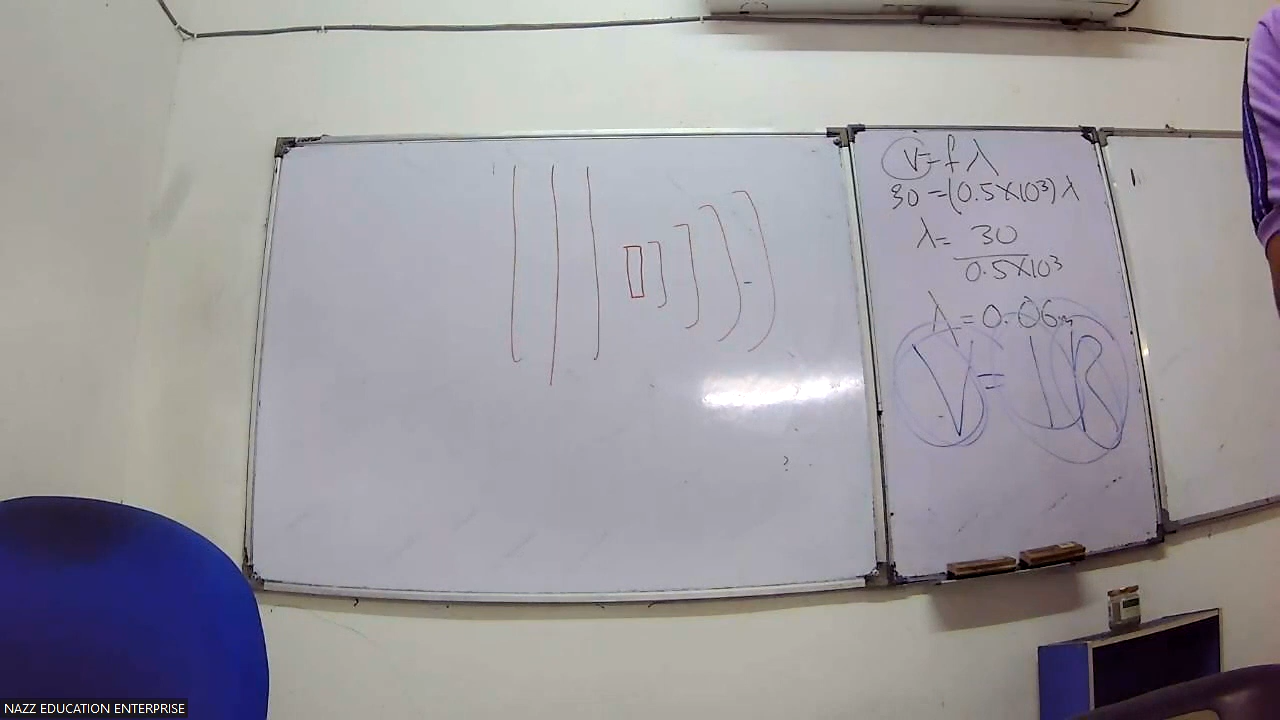 V=fλ
30=(0.5×10³)λ
λ=30/0.5×10³
λ=0.06m
V=IR
?
NAZZ EDUCATION ENTERPRISE